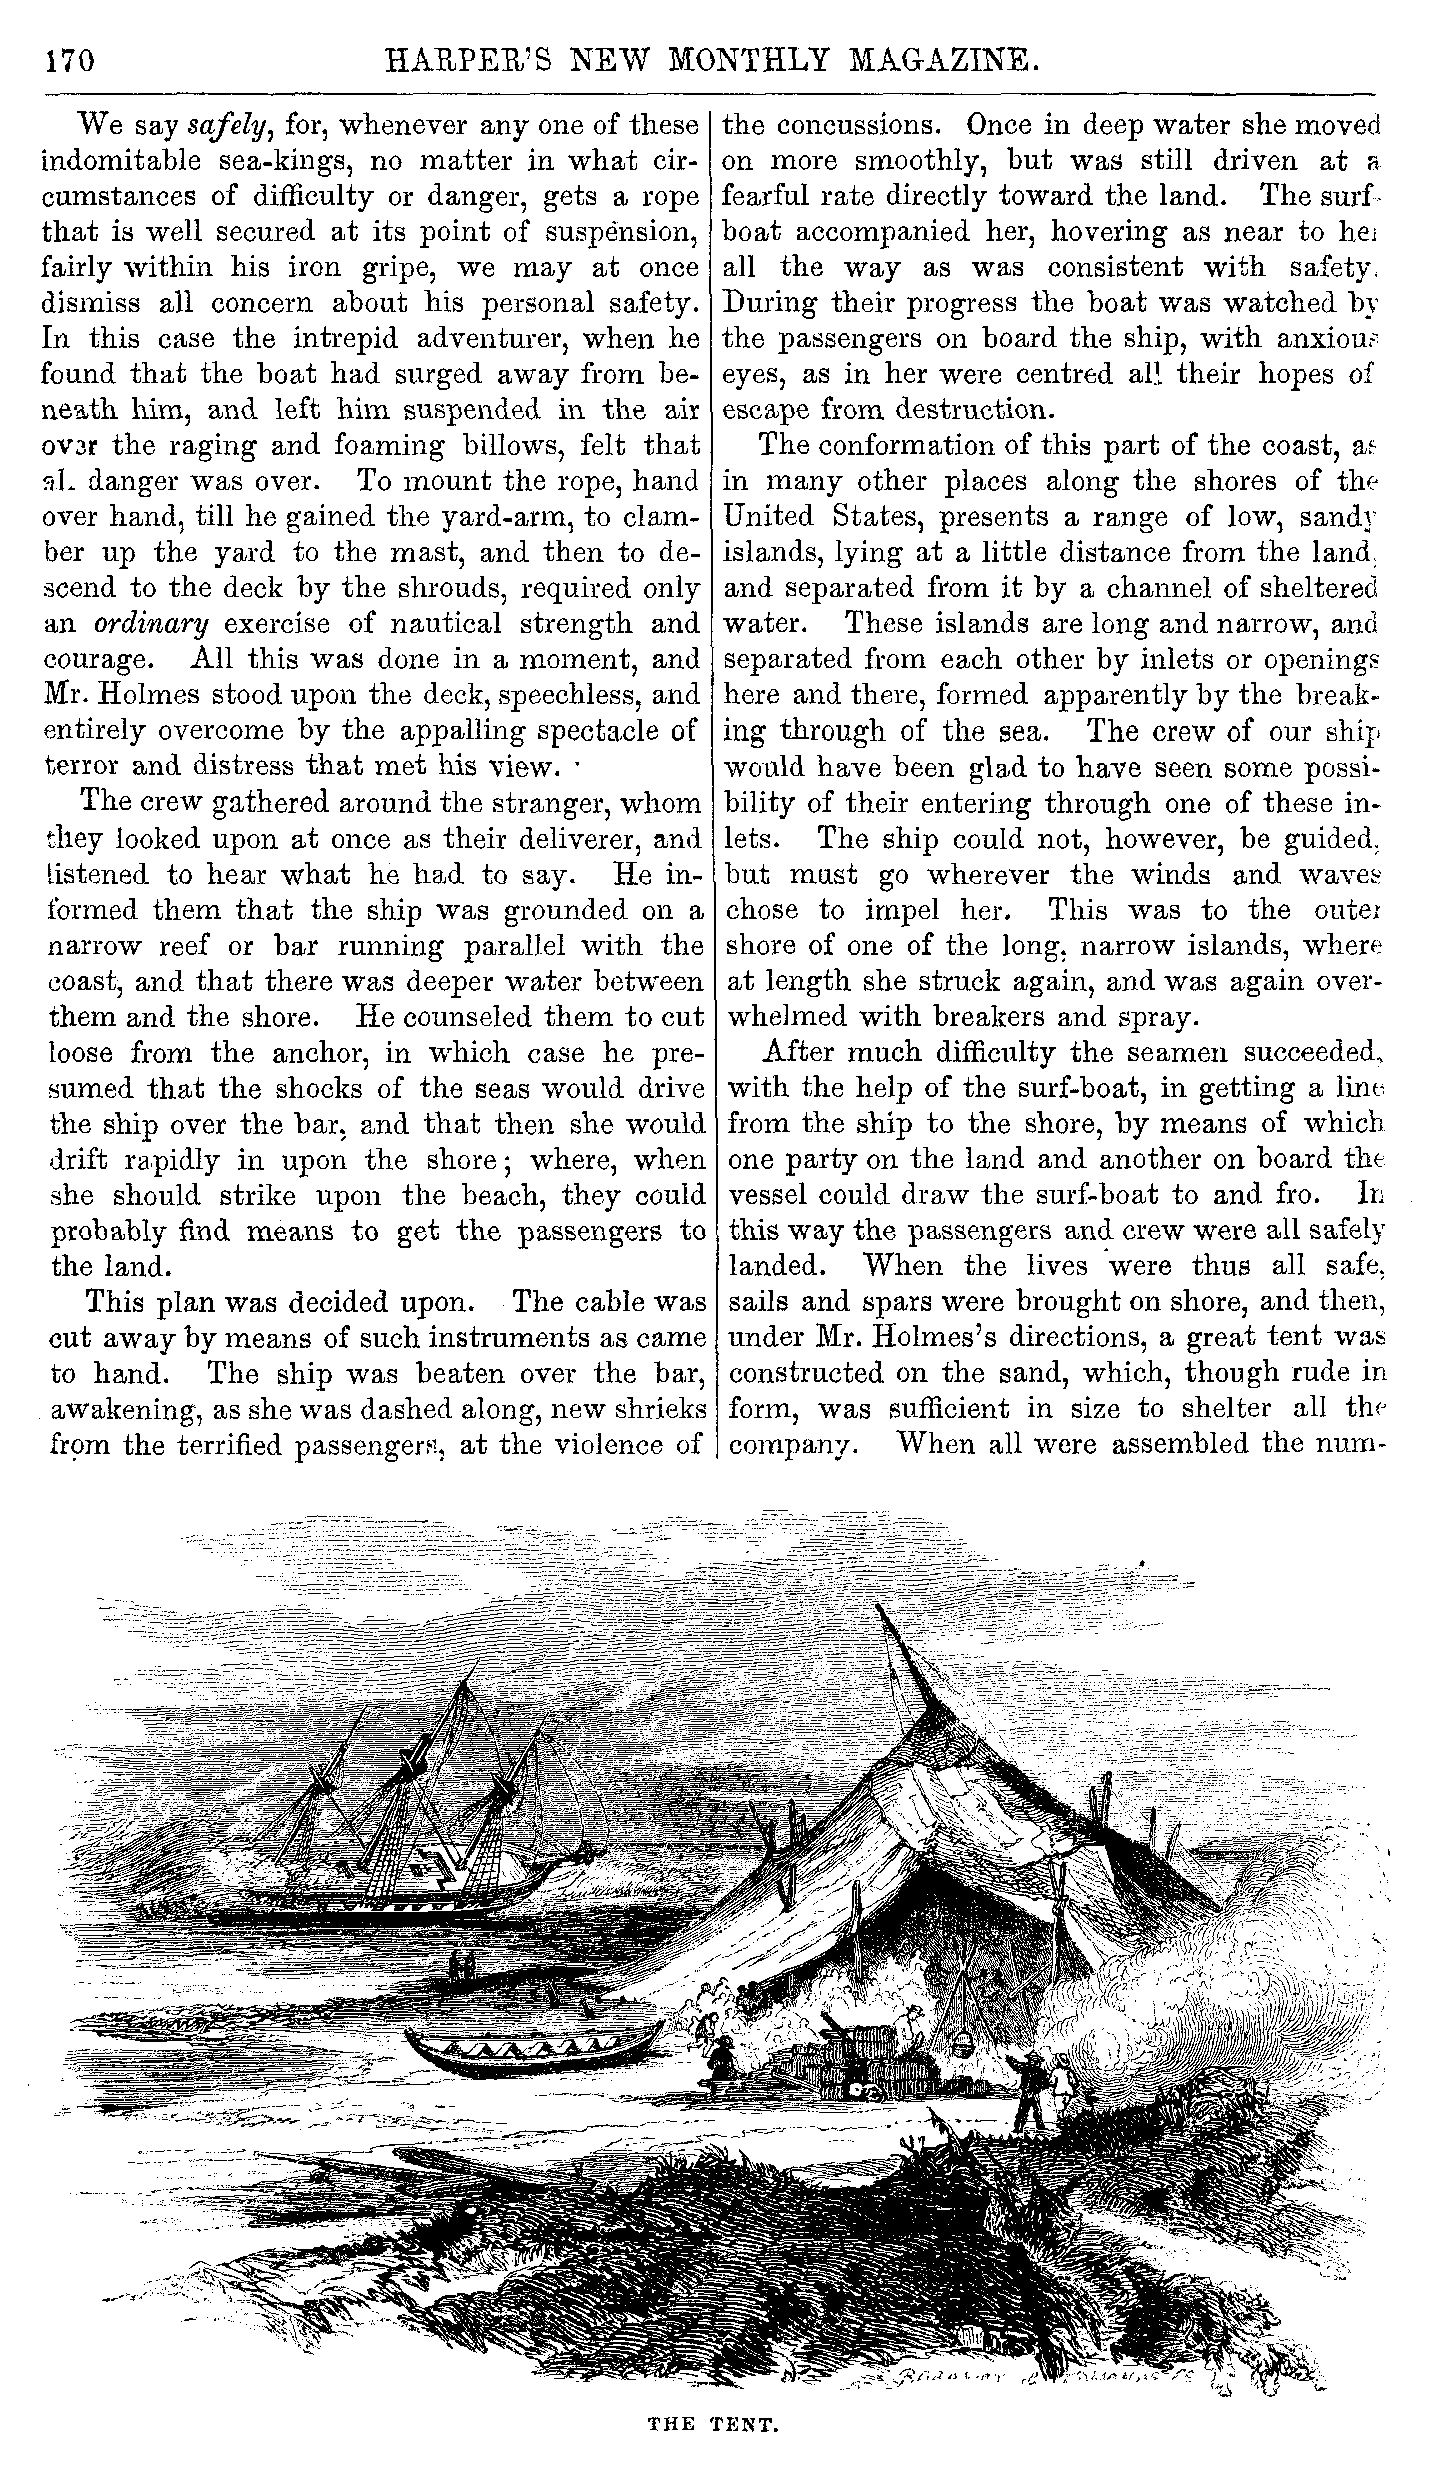 170 HARPER'S NEW MONTHLY MAGAZINE.
We say safely, for, whenever any one of these
indomitable sea-kings, no matter in what cir-
cumstances of difficulty or danger, gets a rope
that is well secured at its point of suspension,
fairly within his iron gripe, we may at once
dismiss all concern about his personal safety.
In this case the intrepid adventurer, when he
found that the boat had surged away from be-
neath him, and left him suspended in the air
over the raging and foaming billows, felt that
al. danger was over. To mount the rope, hand
over hand, till he gained the yard-arm, to clam-
ber up the yard to the mast, and then to de-
scend to the deck by the shrouds, required only
an ordinary exercise of nautical strength and
courage. All this was done in a moment, and
Mr. Holmes stood upon the deck, speechless, and
entirely overcome by the appalling spectacle of
terror and distress that met his view.
The crew gathered around the stranger, whom
they looked upon at once as their deliverer, and
listened to hear what he had to say. He in-
formed them that the ship was grounded on a
narrow reef or bar running parallel with the
coast, and that there was deeper water between
them and the shore. He counseled them to cut
loose from the anchor, in which case he pre-
sumed that the shocks of the seas would drive
the ship over the bar, and that then she would
drift rapidly in upon the shore; where, when
she should strike upon the beach, they could
probably find means to get the passengers to
the land.
This plan was decided upon. The cable was
cut away by means of such instruments as came
to hand. The ship was beaten over the bar,
awakening, as she was dashed along, new shrieks
from the terrified passengers, at the violence of
the concussions. Once in deep water she moved
on more smoothly, but was still driven at a
fearful rate directly toward the land. The surf-
boat accompanied her, hovering as near to her
all the way as was consistent with safety.
During their progress the boat was watched by
the passengers on board the ship, with anxious
eyes, as in her were centred all their hopes of
escape from destruction.
The conformation of this part of the coast, as
in many other places along the shores of the
United States, presents a range of low, sandy
islands, lying at a little distance from the land,
and separated from it by a channel of sheltered
water. These islands are long and narrow, and
separated from each other by inlets or openings
here and there, formed apparently by the break-
ing through of the sea. The crew of our ship
would have been glad to have seen some possi-
bility of their entering through one of these in-
lets. The ship could not, however, be guided,
but must go wherever the winds and waves
chose to impel her. This was to the outer
shore of one of the long, narrow islands, where
at length she struck again, and was again over-
whelmed with breakers and spray.
After much difficulty the seamen succeeded,
with the help of the surf-boat, in getting a line
from the ship to the shore, by means of which
one party on the land and another on board the
vessel could draw the surf-boat to and fro. In
this way the passengers and crew were all safely
landed. When the lives were thus all safe,
sails and spars were brought on shore, and then,
under Mr. Holmes's directions, a great tent was
constructed on the sand, which, though rude in
form, was sufficient in size to shelter all the
company. When all were assembled the num-
THE TENT.